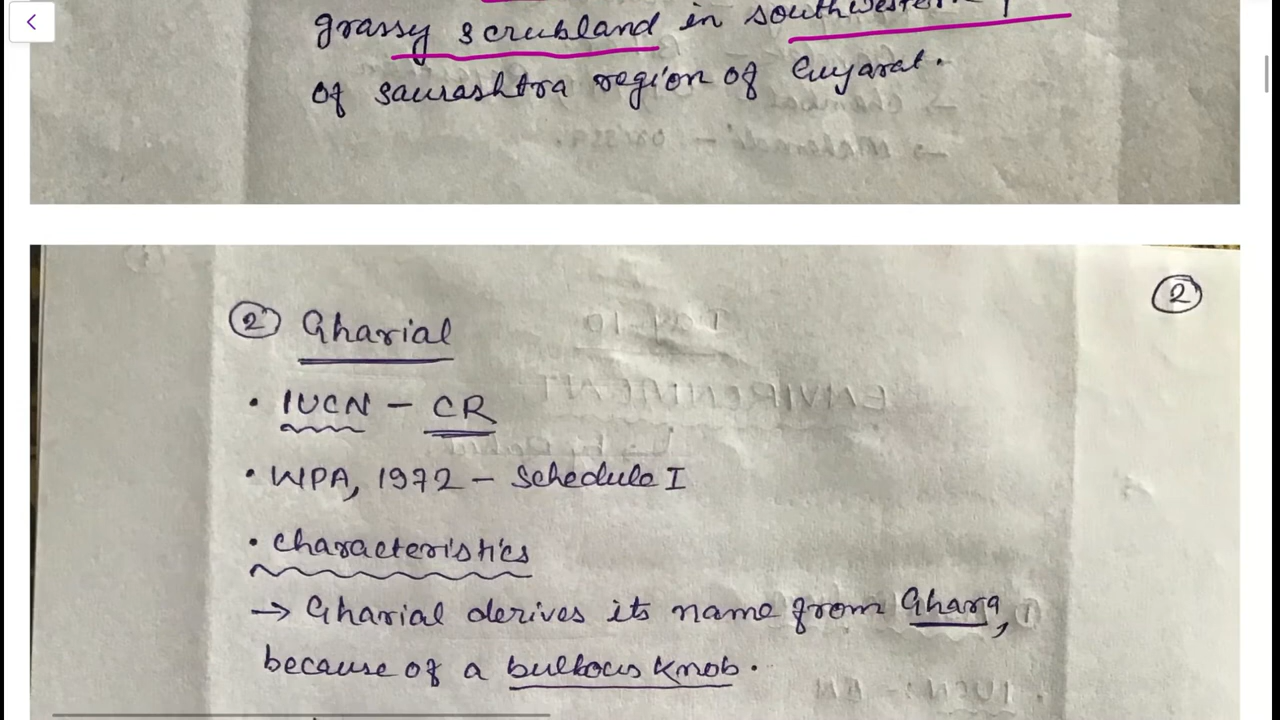 grassy scrubland in southwestern
of saurashtra region of Gujarat.
2
② Gharial
• IUCN - CR
• WPA, 1972 - Schedule I
• characteristics
→ Gharial derives its name from Ghara,
because of a bulbous knob.